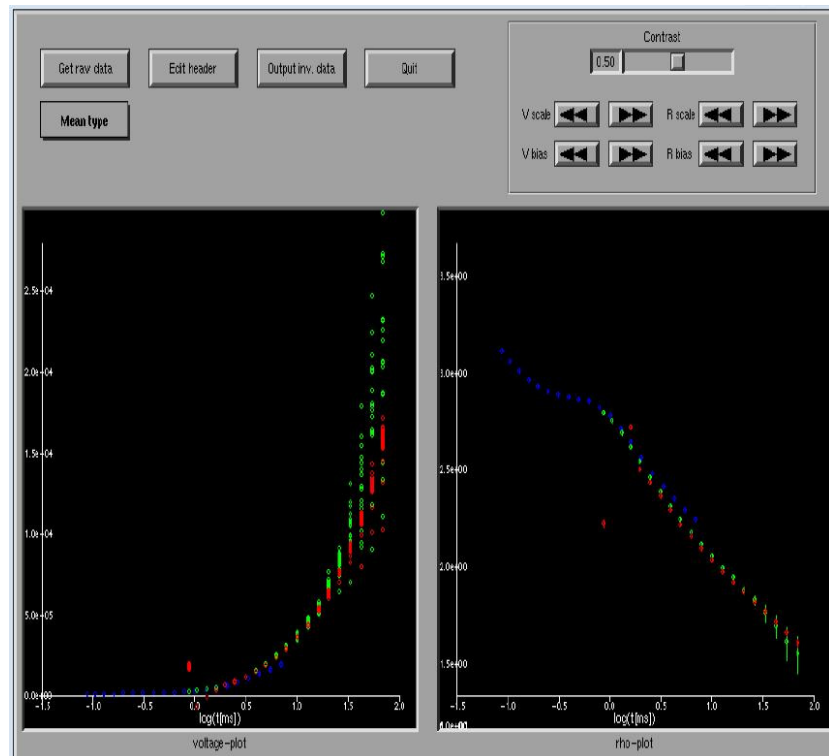 Contrast
Get raw data
Edit header
Output inv. data
Quit
0.50
Mean type
V scale
R scale
V bias
R bias
2.5e+04
2.0e+04
1.5e+04
1.0e+04
5.0e+05
0.0e+00
-1.5 -1.0 -0.5 0.0 0.5 1.0 1.5 2.0
log(t[ms])
voltage-plot
3.5e+00
3.0e+00
2.5e+00
2.0e+00
1.5e+00
-1.5 -1.0 -0.5 0.0 0.5 1.0 1.5 2.0
log(t[ms])
rho-plot